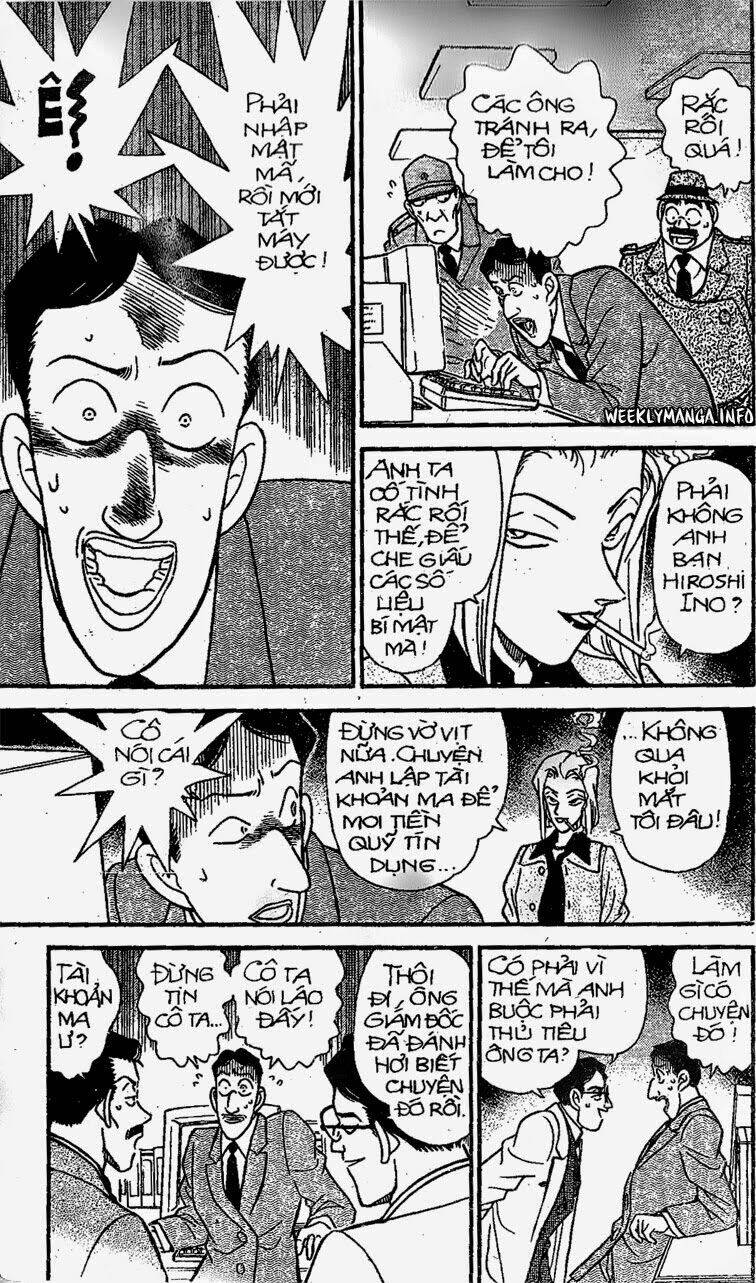 Ê!
PHẢI
NHẬP
MẬT
MÃ,
RỒI MỚI
TẮT
MÁY
ĐƯỢC!
CÁC ÔNG
TRÁNH RA,
ĐỂ TÔI
LÀM CHO!
RẮC
RỐI
QUÁ!
WEEKLYMANGA.INFO
ANH TA
CỐ TÌNH
RẮC RỐI
THẾ, ĐỂ
CHE GIẤU
CÁC SỐ
LIỆU
BÍ MẬT
MÀ!
PHẢI
KHÔNG
ANH
BẠN
HIROSHI
INO?
CÔ
NÓI CÁI
GÌ?
ĐỪNG VỜ VỊT
NỮA. CHUYỆN
ANH LẬP TÀI
KHOẢN MA ĐỂ
MOI TIỀN
QUỸ TÍN
DỤNG...
...KHÔNG
QUA
KHỎI
MẮT
TÔI ĐÂU!
TÀI
KHOẢN
MA
Ư?
ĐỪNG
TIN
CÔ TA...
CÔ TA
NÓI LÁO
ĐẤY!
THÔI
ĐI, ÔNG
GIÁM ĐỐC
ĐÃ ĐÁNH
HƠI BIẾT
CHUYỆN
ĐÓ RỒI.
CÓ PHẢI VÌ
THẾ MÀ ANH
BUỘC PHẢI
THỦ TIÊU
ÔNG TA?
LÀM
GÌ CÓ
CHUYỆN
ĐÓ!